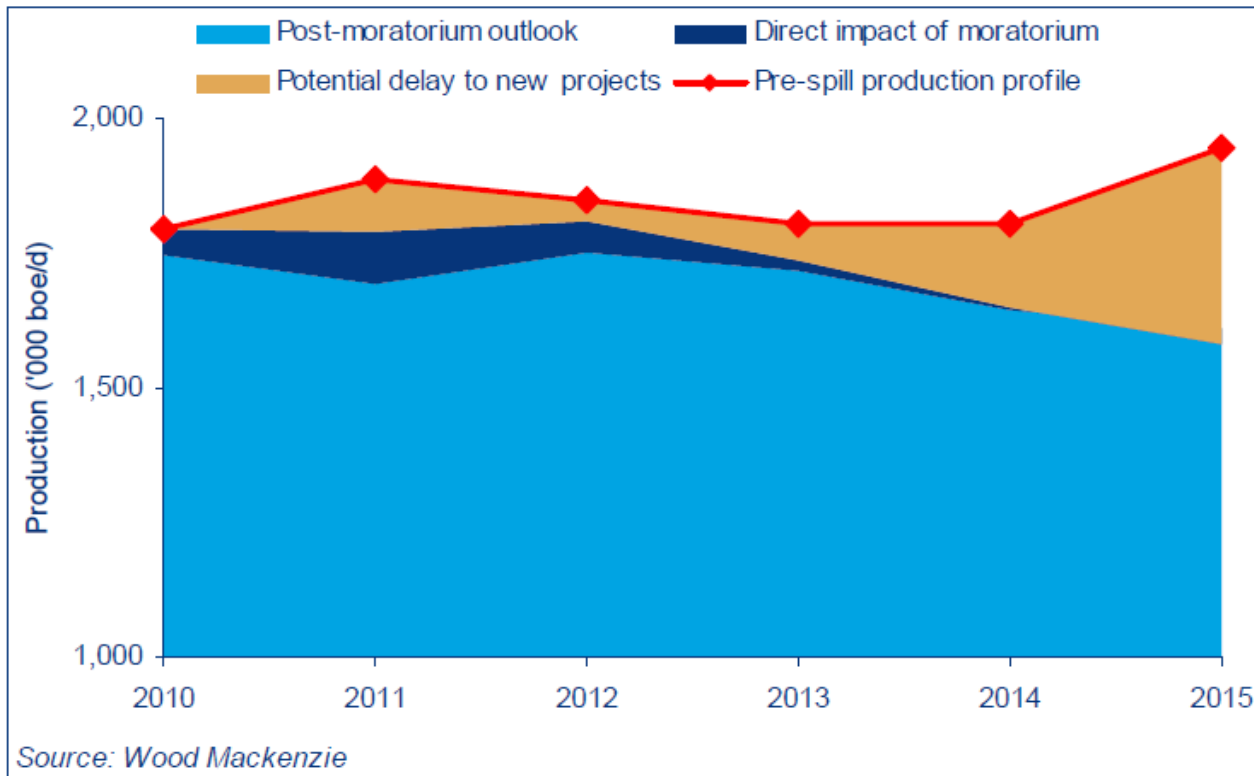 Post-moratorium outlook
Direct impact of moratorium
Potential delay to new projects
Pre-spill production profile
Production ('000 boe/d)
2,000
1,500
1,000
2010 2011 2012 2013 2014 2015
Source: Wood Mackenzie